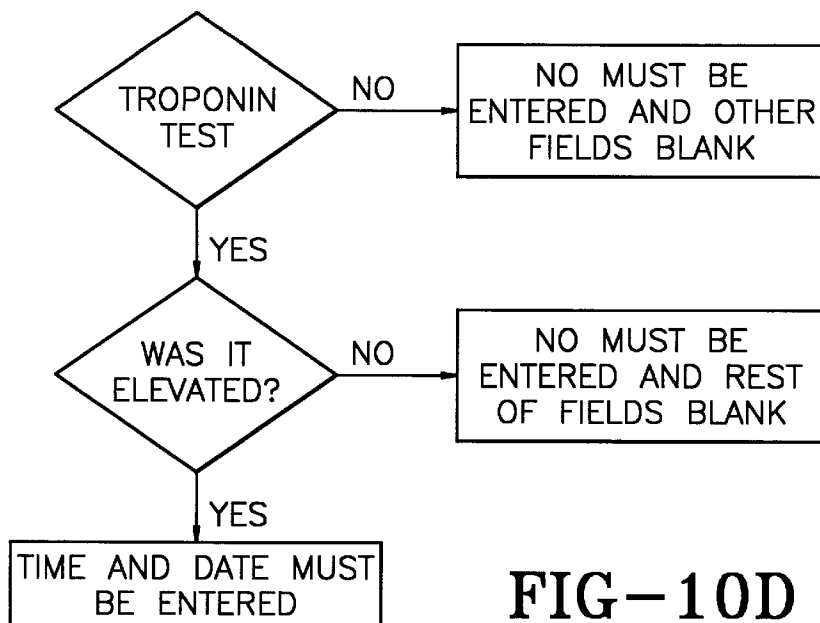 TROPONIN
TEST
NO
NO MUST BE
ENTERED AND OTHER
FIELDS BLANK
YES
WAS IT
ELEVATED?
NO
NO MUST BE
ENTERED AND REST
OF FIELDS BLANK
YES
TIME AND DATE MUST
BE ENTERED
FIG-10D